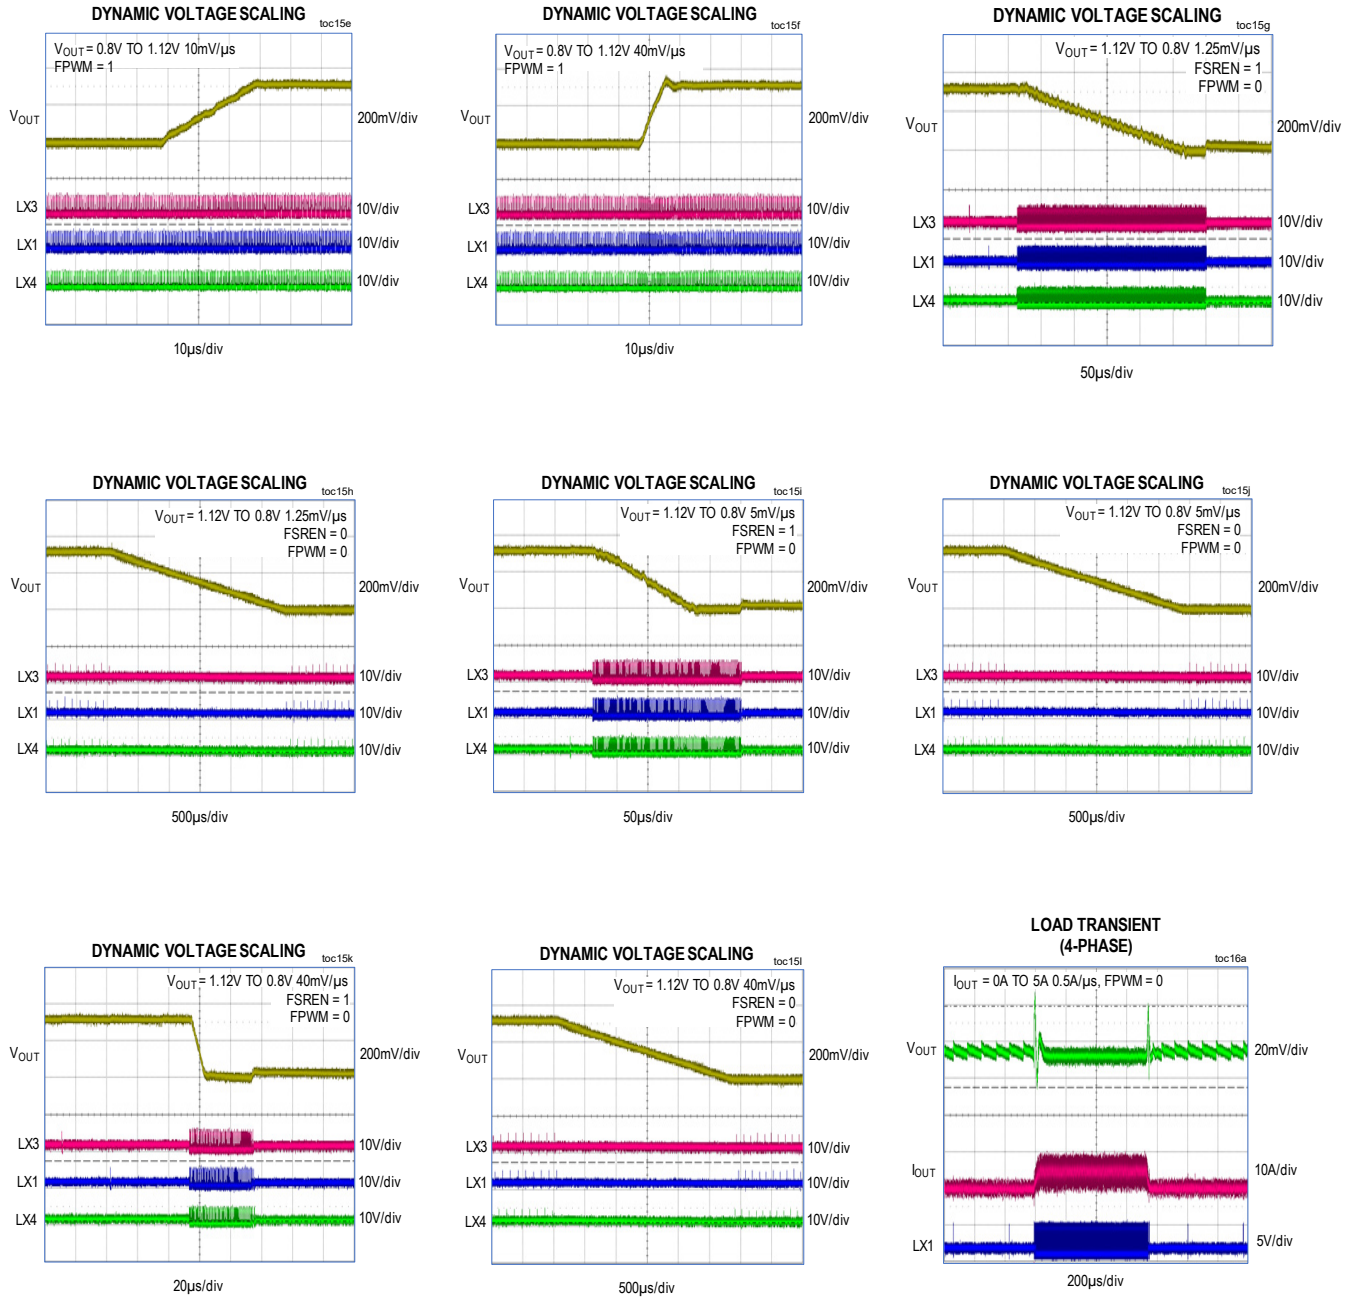 DYNAMIC VOLTAGE SCALING
toc15e
VOUT = 0.8V TO 1.12V 10mV/µs
FPWM = 1
VOUT
200mV/div
LX3
10V/div
LX1
10V/div
LX4
10V/div
10µs/div
DYNAMIC VOLTAGE SCALING
toc15f
VOUT = 0.8V TO 1.12V 40mV/µs
FPWM = 1
VOUT
200mV/div
LX3
10V/div
LX1
10V/div
LX4
10V/div
10µs/div
DYNAMIC VOLTAGE SCALING
toc15g
VOUT = 1.12V TO 0.8V 1.25mV/µs
FSREN = 1
FPWM = 0
VOUT
200mV/div
LX3
10V/div
LX1
10V/div
LX4
10V/div
50µs/div
DYNAMIC VOLTAGE SCALING
toc15h
VOUT = 1.12V TO 0.8V 1.25mV/µs
FSREN = 0
FPWM = 0
VOUT
200mV/div
LX3
10V/div
LX1
10V/div
LX4
10V/div
500µs/div
DYNAMIC VOLTAGE SCALING
toc15i
VOUT = 1.12V TO 0.8V 5mV/µs
FSREN = 1
FPWM = 0
VOUT
200mV/div
LX3
10V/div
LX1
10V/div
LX4
10V/div
50µs/div
DYNAMIC VOLTAGE SCALING
toc15j
VOUT = 1.12V TO 0.8V 5mV/µs
FSREN = 0
FPWM = 0
VOUT
200mV/div
LX3
10V/div
LX1
10V/div
LX4
10V/div
500µs/div
DYNAMIC VOLTAGE SCALING
toc15k
VOUT = 1.12V TO 0.8V 40mV/µs
FSREN = 1
FPWM = 0
VOUT
200mV/div
LX3
10V/div
LX1
10V/div
LX4
10V/div
20µs/div
DYNAMIC VOLTAGE SCALING
toc15l
VOUT = 1.12V TO 0.8V 40mV/µs
FSREN = 0
FPWM = 0
VOUT
200mV/div
LX3
10V/div
LX1
10V/div
LX4
10V/div
500µs/div
LOAD TRANSIENT
(4-PHASE)
toc16a
IOUT = 0A TO 5A 0.5A/µs, FPWM = 0
VOUT
20mV/div
IOUT
10A/div
LX1
5V/div
200µs/div